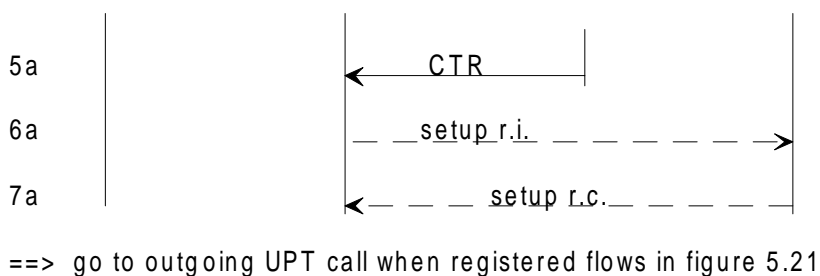 5a CTR
6a setup r.i.
7a setup r.c.
==> go to outgoing UPT call when registered flows in figure 5.21